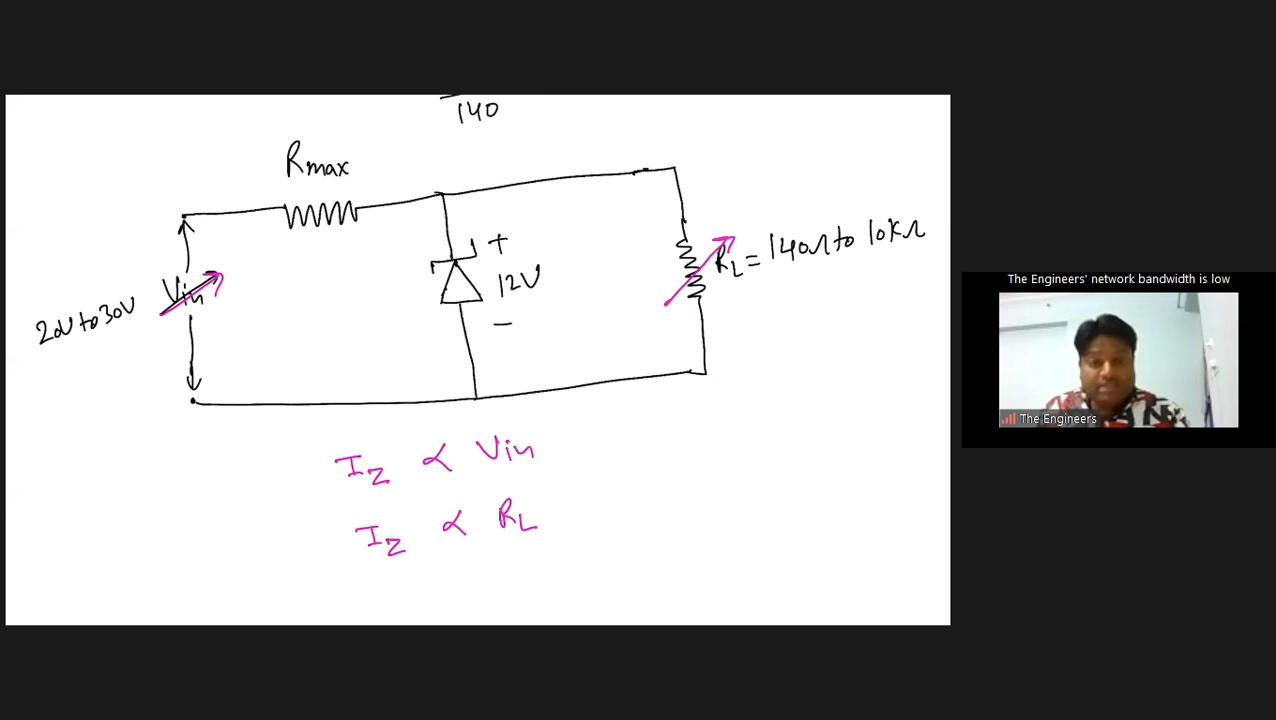 140
Rmax
+
20V to 30V
Vin
12V
RL = 140Ω to 10KΩ
−
IZ ∝ Vin
IZ ∝ RL
The Engineers' network bandwidth is low
The Engineers